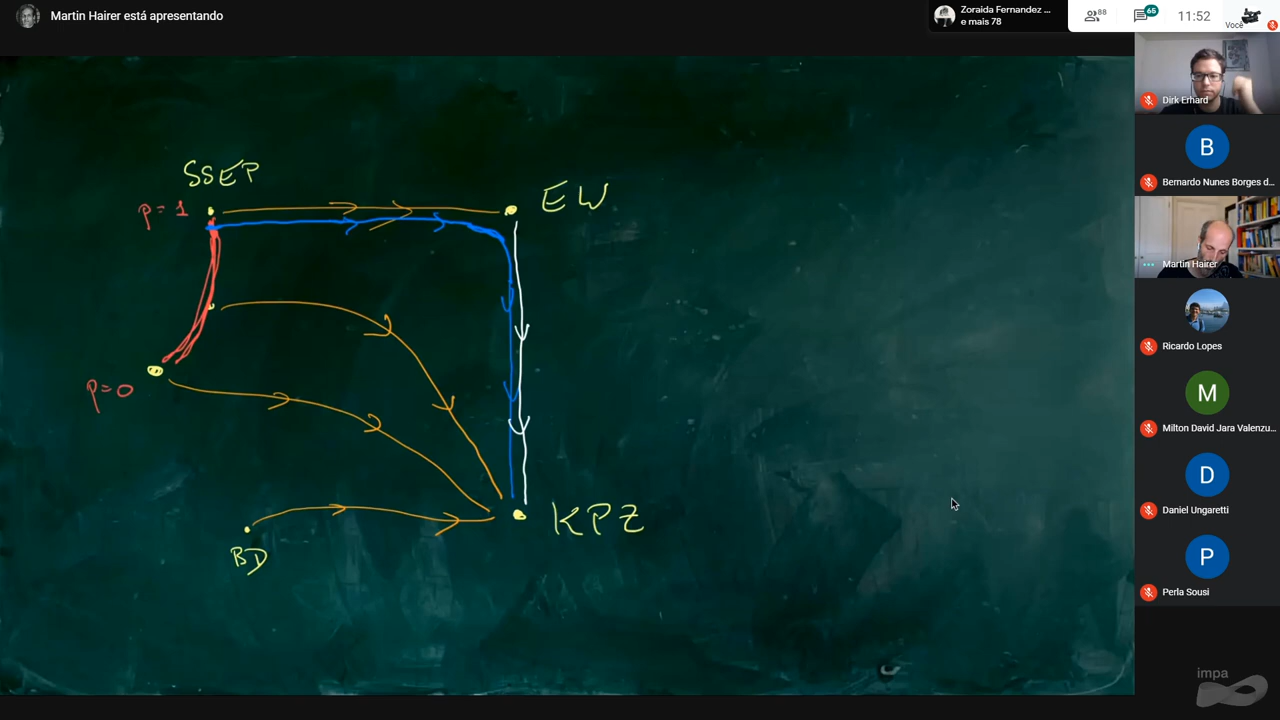 Martin Hairer está apresentando
Zoraida Fernandez ...
e mais 78
88
65
11:52
Você
SSEP
p=1
EW
p=0
KPZ
BD
Dirk Erhard
B
Bernardo Nunes Borges d...
Martin Hairer
Ricardo Lopes
M
Milton David Jara Valenzu...
D
Daniel Ungaretti
P
Perla Sousi
impa